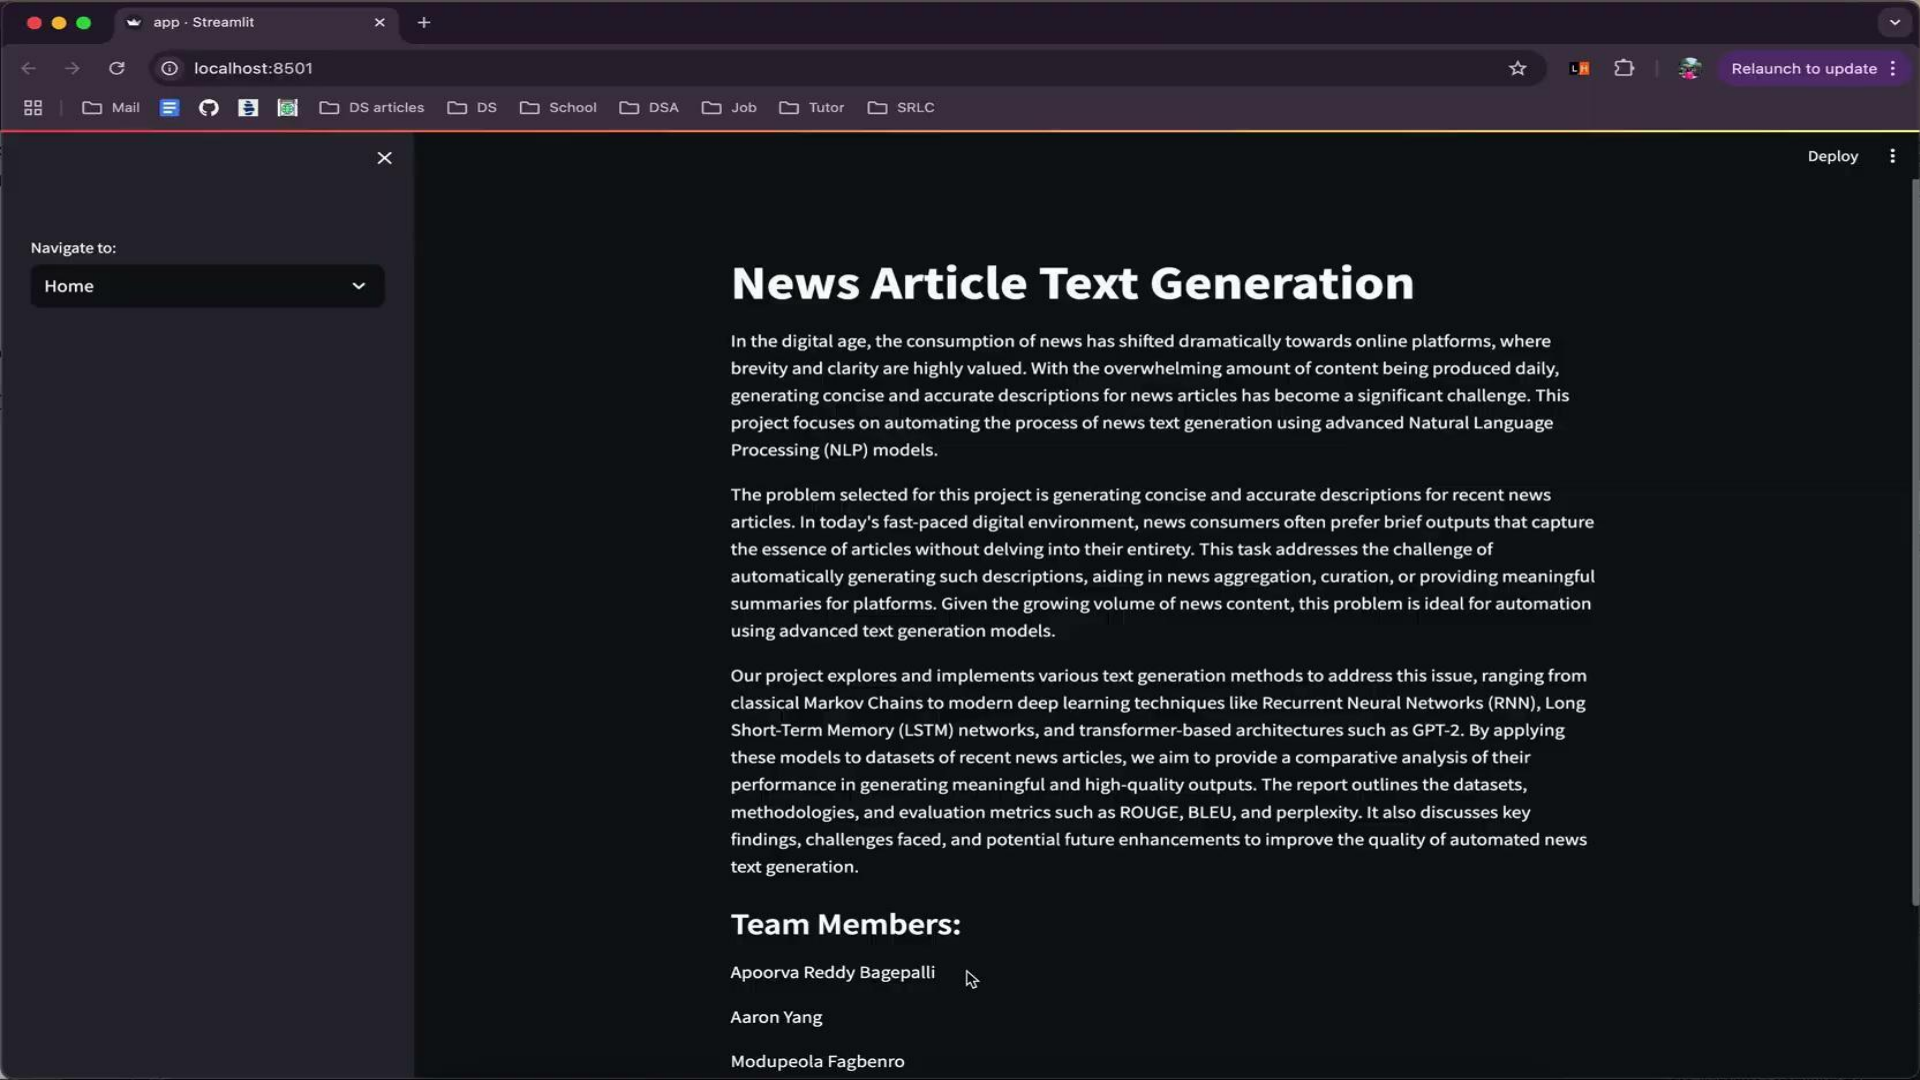 app · Streamlit
localhost:8501
Relaunch to update
Mail
DS articles
DS
School
DSA
Job
Tutor
SRLC
Deploy
Navigate to:
Home
News Article Text Generation
In the digital age, the consumption of news has shifted dramatically towards online platforms, where
brevity and clarity are highly valued. With the overwhelming amount of content being produced daily,
generating concise and accurate descriptions for news articles has become a significant challenge. This
project focuses on automating the process of news text generation using advanced Natural Language
Processing (NLP) models.
The problem selected for this project is generating concise and accurate descriptions for recent news
articles. In today's fast-paced digital environment, news consumers often prefer brief outputs that capture
the essence of articles without delving into their entirety. This task addresses the challenge of
automatically generating such descriptions, aiding in news aggregation, curation, or providing meaningful
summaries for platforms. Given the growing volume of news content, this problem is ideal for automation
using advanced text generation models.
Our project explores and implements various text generation methods to address this issue, ranging from
classical Markov Chains to modern deep learning techniques like Recurrent Neural Networks (RNN), Long
Short-Term Memory (LSTM) networks, and transformer-based architectures such as GPT-2. By applying
these models to datasets of recent news articles, we aim to provide a comparative analysis of their
performance in generating meaningful and high-quality outputs. The report outlines the datasets,
methodologies, and evaluation metrics such as ROUGE, BLEU, and perplexity. It also discusses key
findings, challenges faced, and potential future enhancements to improve the quality of automated news
text generation.
Team Members:
Apoorva Reddy Bagepalli
Aaron Yang
Modupeola Fagbenro